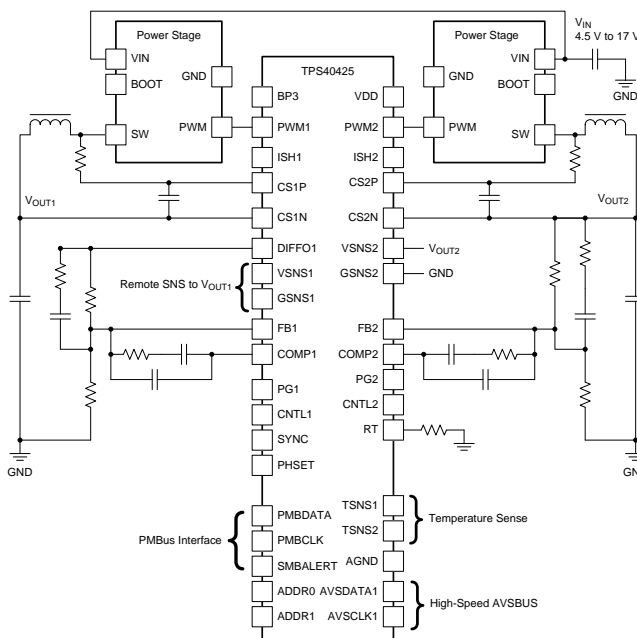 Power Stage
VIN
BOOT
GND
SW
PWM
TPS40425
Power Stage
VIN
GND
BOOT
PWM
SW
VIN
4.5 V to 17 V
GND
BP3
VDD
PWM1
PWM2
ISH1
ISH2
CS1P
CS2P
VOUT1
VOUT2
CS1N
CS2N
DIFFO1
VSNS2
VOUT2
VSNS1
GSNS2
GND
Remote SNS to VOUT1
GSNS1
FB1
FB2
COMP1
COMP2
PG1
PG2
CNTL1
CNTL2
SYNC
RT
PHSET
GND
GN
PMBDATA
TSNS1
PMBus Interface
PMBCLK
TSNS2
Temperature Sense
SMBALERT
AGND
ADDR0
AVSDATA1
High-Speed AVSBUS
ADDR1
AVSCLK1